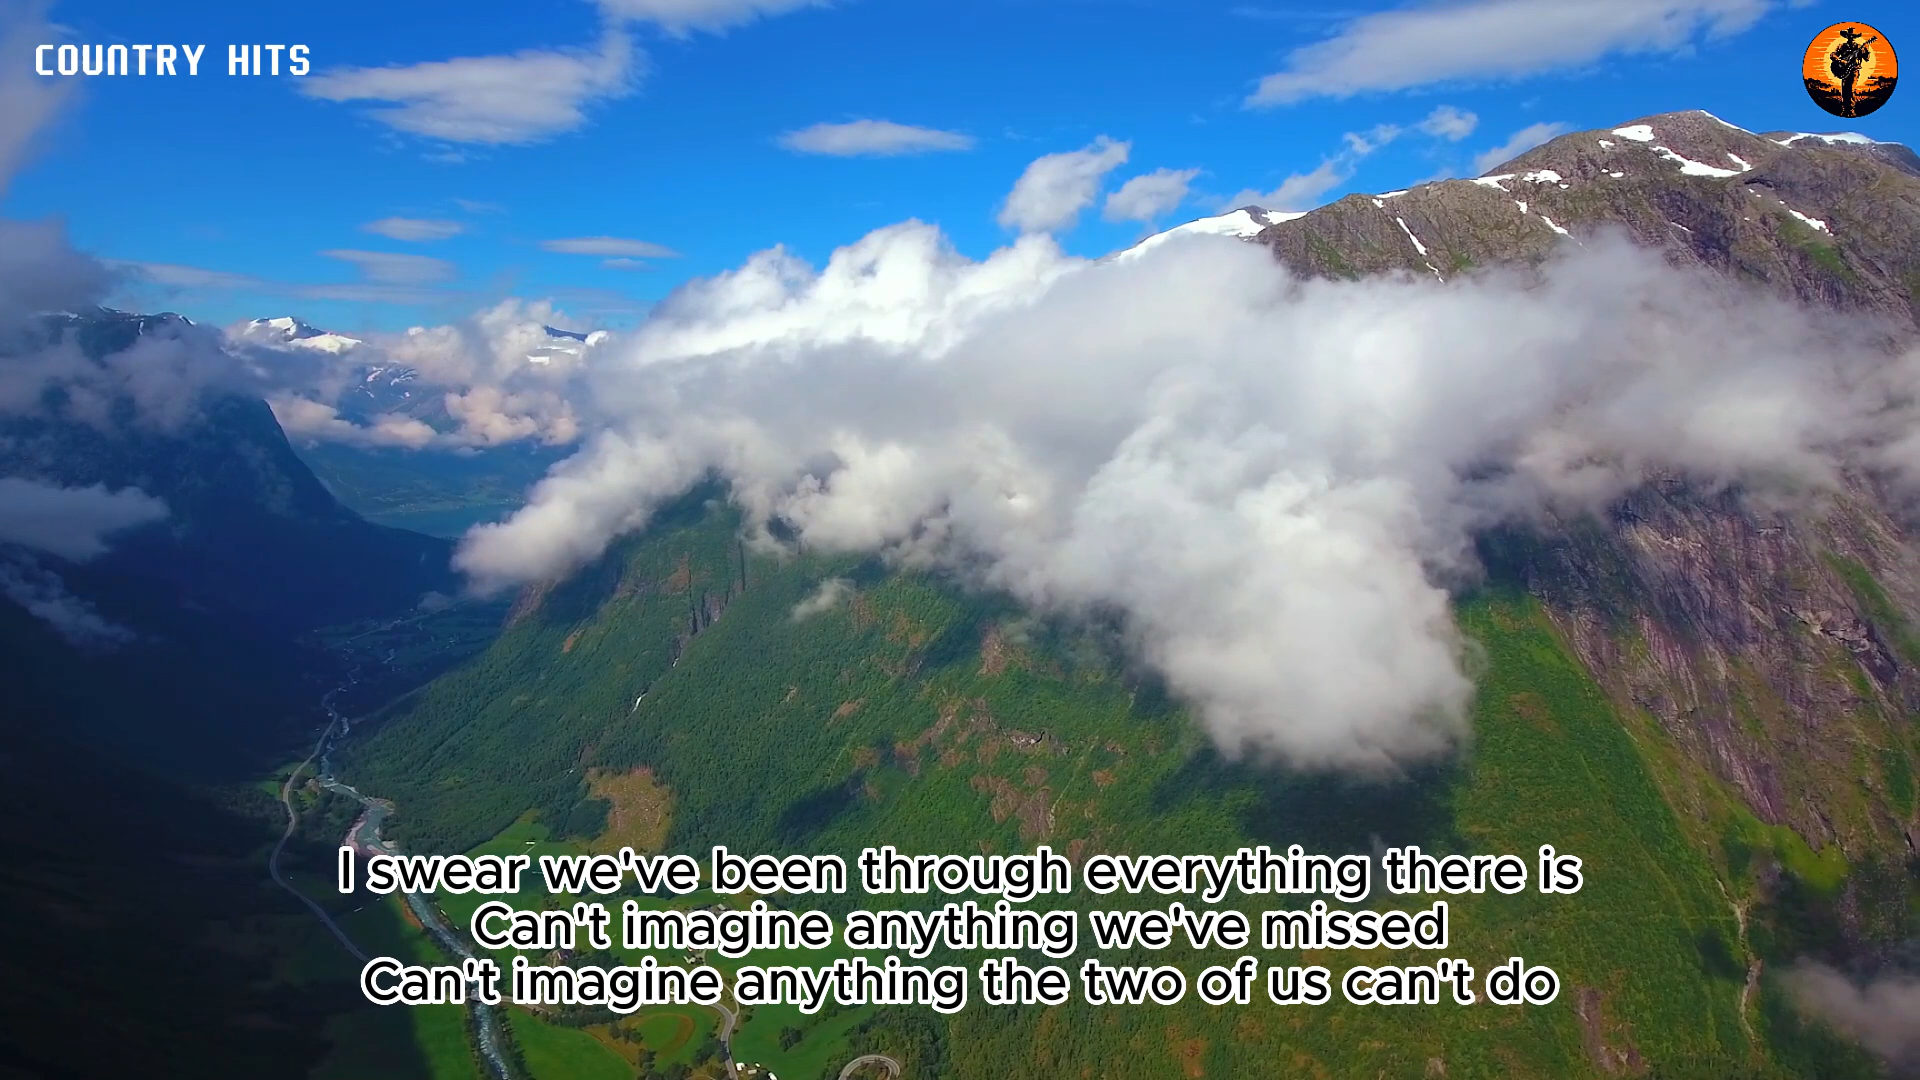 COUNTRY HITS
I swear we've been through everything there is
Can't imagine anything we've missed
Can't imagine anything the two of us can't do